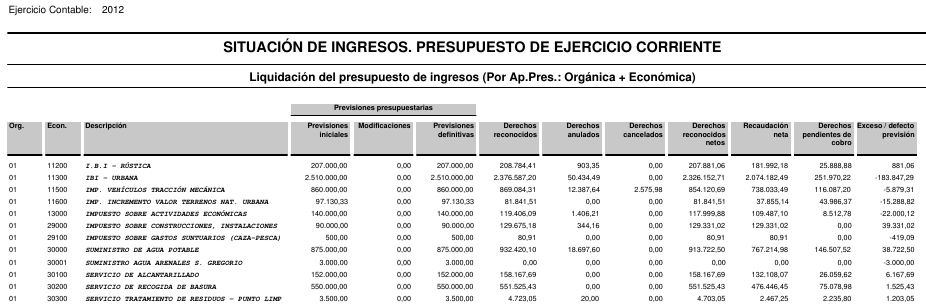 Ejercicio Contable: 2012
SITUACIÓN DE INGRESOS. PRESUPUESTO DE EJERCICIO CORRIENTE
Liquidación del presupuesto de ingresos (Por Ap.Pres.: Orgánica + Económica)
Previsiones presupuestarias
Org. Econ. Descripción Previsiones iniciales Modificaciones Previsiones definitivas Derechos reconocidos Derechos anulados Derechos cancelados Derechos reconocidos netos Recaudación neta Derechos pendientes de cobro Exceso / defecto previsión
01 11200 I.B.I - RÚSTICA 207.000,00 0,00 207.000,00 208.784,41 903,35 0,00 207.881,06 181.992,18 25.888,88 881,06
01 11300 IBI - URBANA 2.510.000,00 0,00 2.510.000,00 2.376.587,20 50.434,49 0,00 2.326.152,71 2.074.182,49 251.970,22 -183.847,29
01 11500 IMP. VEHÍCULOS TRACCIÓN MECÁNICA 860.000,00 0,00 860.000,00 869.084,31 12.387,64 2.575,98 854.120,69 738.033,49 116.087,20 -5.879,31
01 11600 IMP. INCREMENTO VALOR TERRENOS NAT. URBANA 97.130,33 0,00 97.130,33 81.841,51 0,00 0,00 81.841,51 37.855,14 43.986,37 -15.288,82
01 13000 IMPUESTO SOBRE ACTIVIDADES ECONÓMICAS 140.000,00 0,00 140.000,00 119.406,09 1.406,21 0,00 117.999,88 109.487,10 8.512,78 -22.000,12
01 29000 IMPUESTO SOBRE CONSTRUCCIONES, INSTALACIONES 90.000,00 0,00 90.000,00 129.675,18 344,16 0,00 129.331,02 129.331,02 0,00 39.331,02
01 29100 IMPUESTO SOBRE GASTOS SUNTUARIOS (CAZA-PESCA) 500,00 0,00 500,00 80,91 0,00 0,00 80,91 80,91 0,00 -419,09
01 30000 SUMINISTRO DE AGUA POTABLE 875.000,00 0,00 875.000,00 932.420,10 18.697,60 0,00 913.722,50 767.214,98 146.507,52 38.722,50
01 30001 SUMINISTRO AGUA ARENALES S. GREGORIO 3.000,00 0,00 3.000,00 0,00 0,00 0,00 0,00 0,00 0,00 -3.000,00
01 30100 SERVICIO DE ALCANTARILLADO 152.000,00 0,00 152.000,00 158.167,69 0,00 0,00 158.167,69 132.108,07 26.059,62 6.167,69
01 30200 SERVICIO DE RECOGIDA DE BASURA 550.000,00 0,00 550.000,00 551.525,43 0,00 0,00 551.525,43 476.446,45 75.078,98 1.525,43
01 30300 SERVICIO TRATAMIENTO DE RESIDUOS - PUNTO LIMP 3.500,00 0,00 3.500,00 4.723,05 20,00 0,00 4.703,05 2.467,25 2.235,80 1.203,05